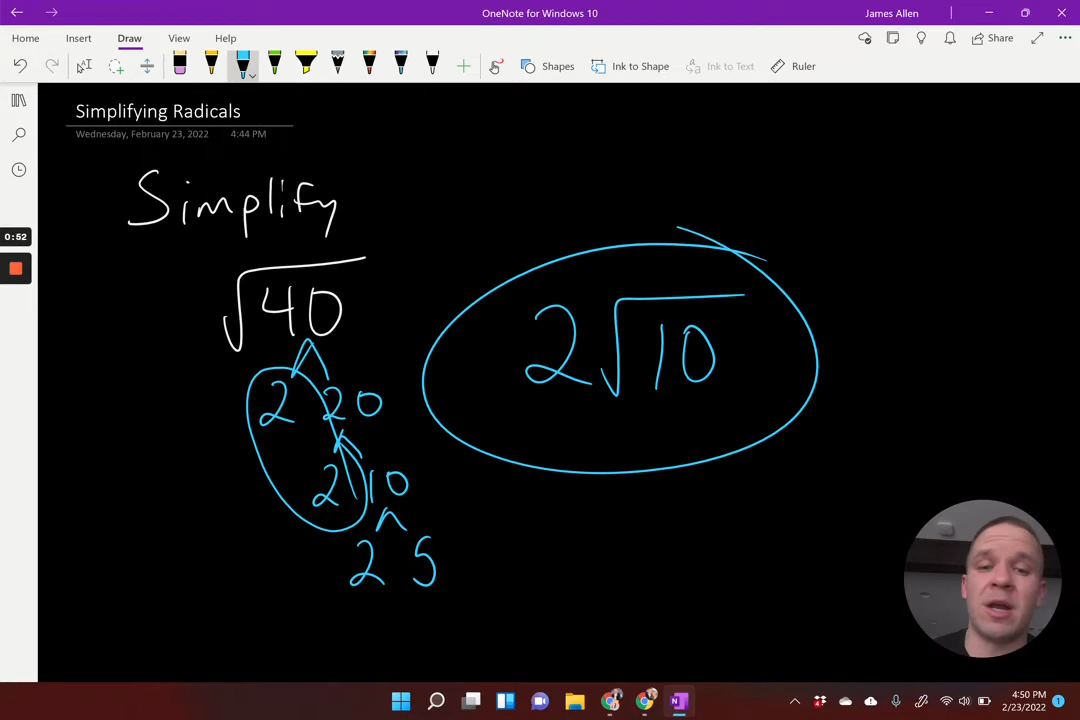 OneNote for Windows 10
James Allen
Home Insert Draw View Help
Share
Shapes Ink to Shape Ink to Text Ruler
Simplifying Radicals
Wednesday, February 23, 2022 4:44 PM
Simplify
0:52
√40
2√10
2 20
2 10
2 5
4:50 PM
2/23/2022
1